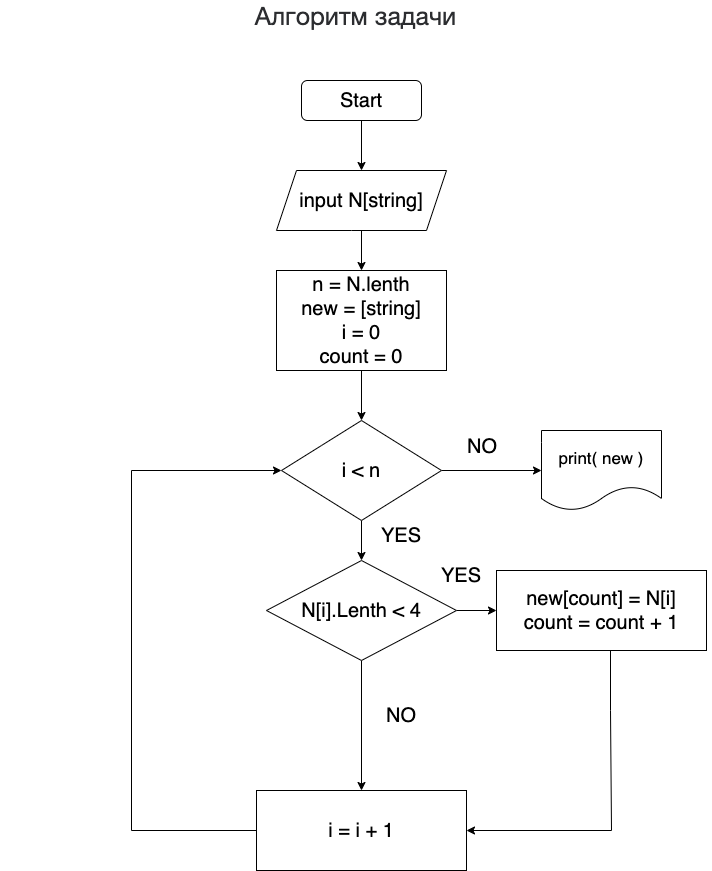 Алгоритм задачи
Start
input N[string]
n = N.lenth
new = [string]
i = 0
count = 0
i < n
NO
print( new )
YES
N[i].Lenth < 4
YES
new[count] = N[i]
count = count + 1
NO
i = i + 1